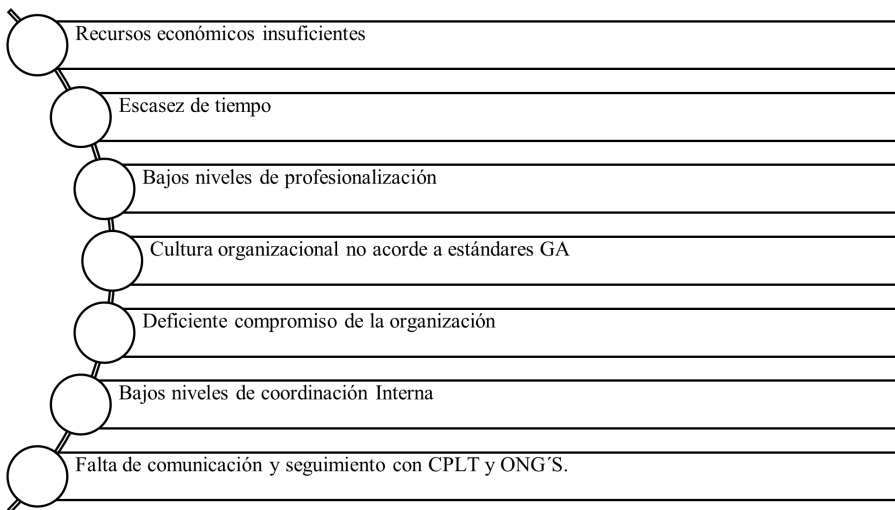 Recursos económicos insuficientes
Escasez de tiempo
Bajos niveles de profesionalización
Cultura organizacional no acorde a estándares GA
Deficiente compromiso de la organización
Bajos niveles de coordinación Interna
Falta de comunicación y seguimiento con CPLT y ONG´S.